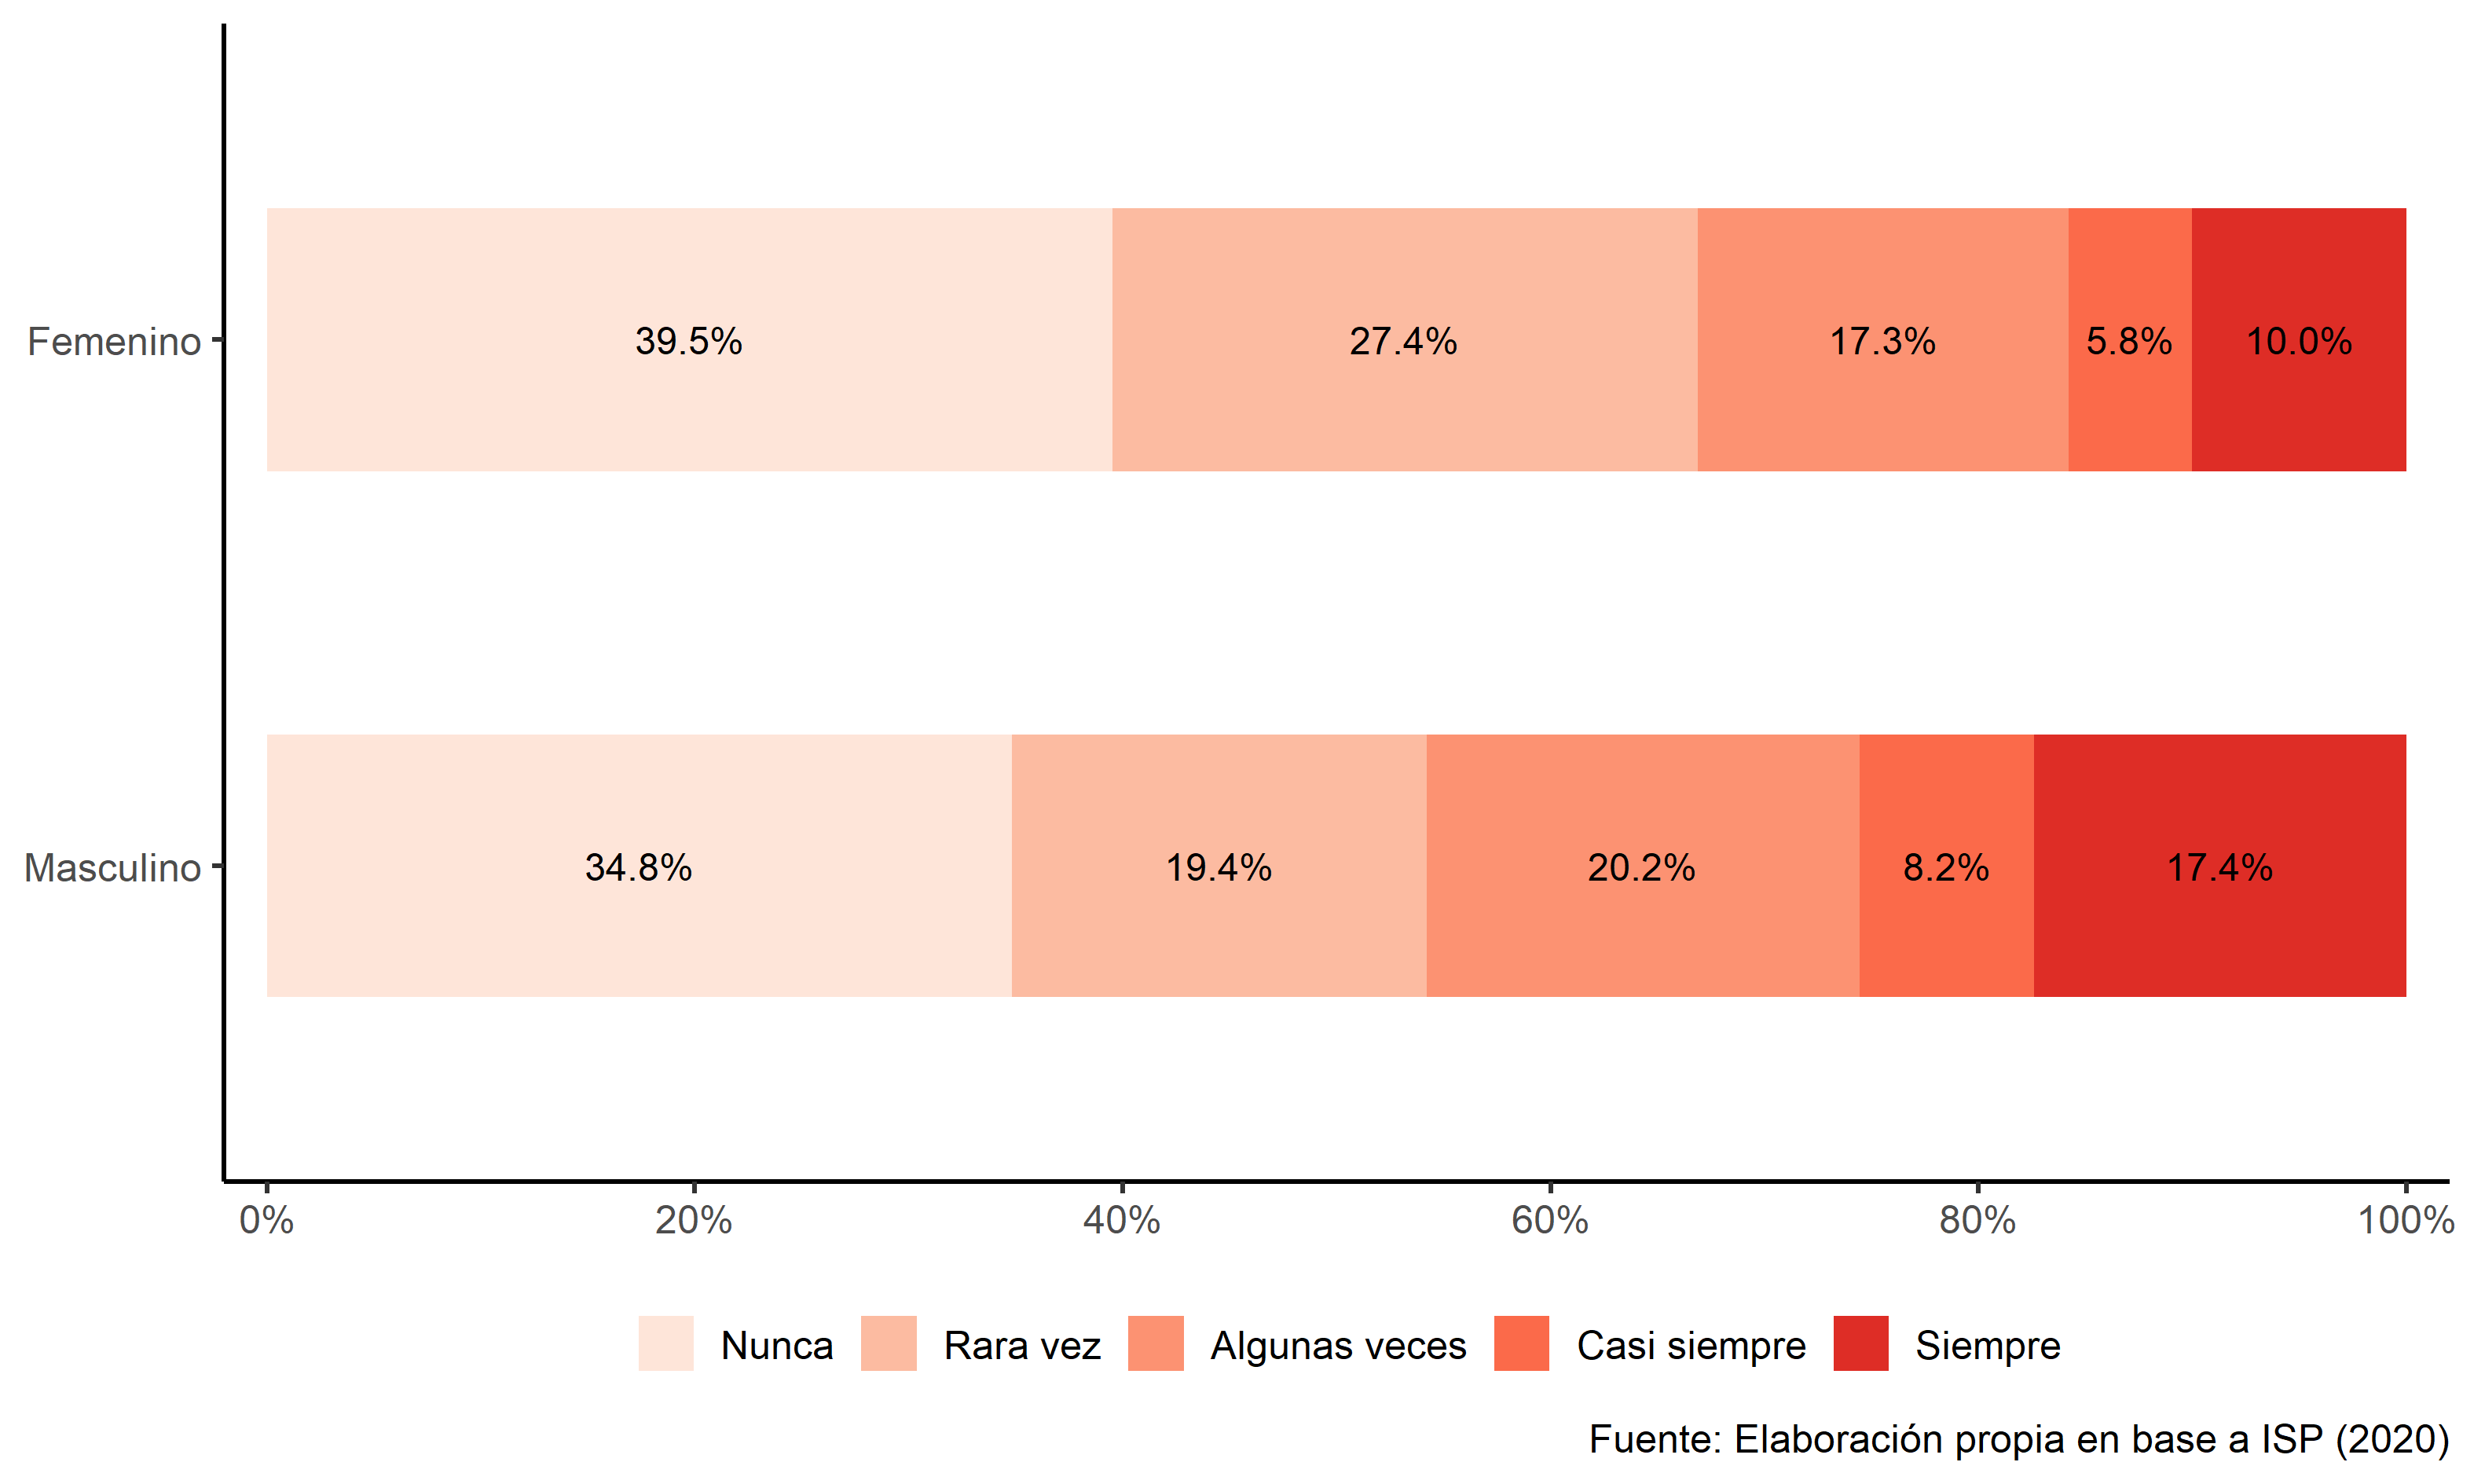 Femenino
39.5% 27.4% 17.3% 5.8% 10.0%
Masculino
34.8% 19.4% 20.2% 8.2% 17.4%
0% 20% 40% 60% 80% 100%
Nunca Rara vez Algunas veces Casi siempre Siempre
Fuente: Elaboración propia en base a ISP (2020)